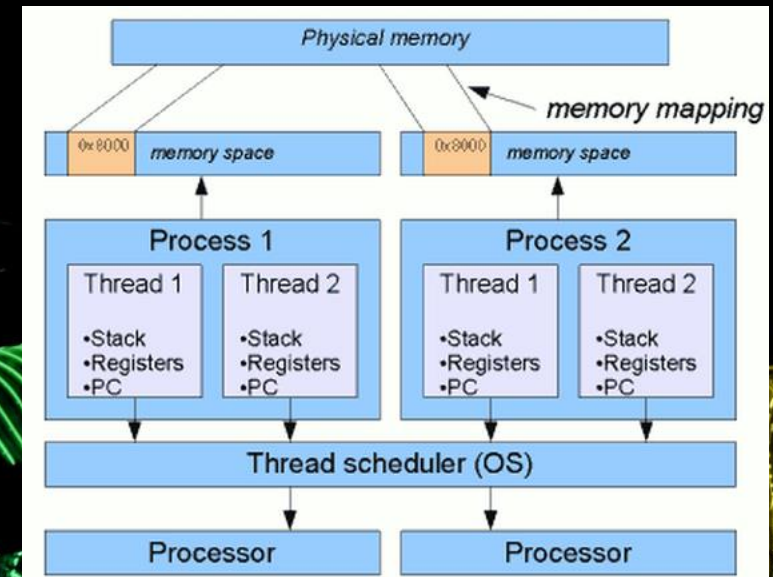 Physical memory
memory mapping
0x8000 memory space
0x8000 memory space
Process 1
Process 2
Thread 1
•Stack
•Registers
•PC
Thread 2
•Stack
•Registers
•PC
Thread 1
•Stack
•Registers
•PC
Thread 2
•Stack
•Registers
•PC
Thread scheduler (OS)
Processor
Processor